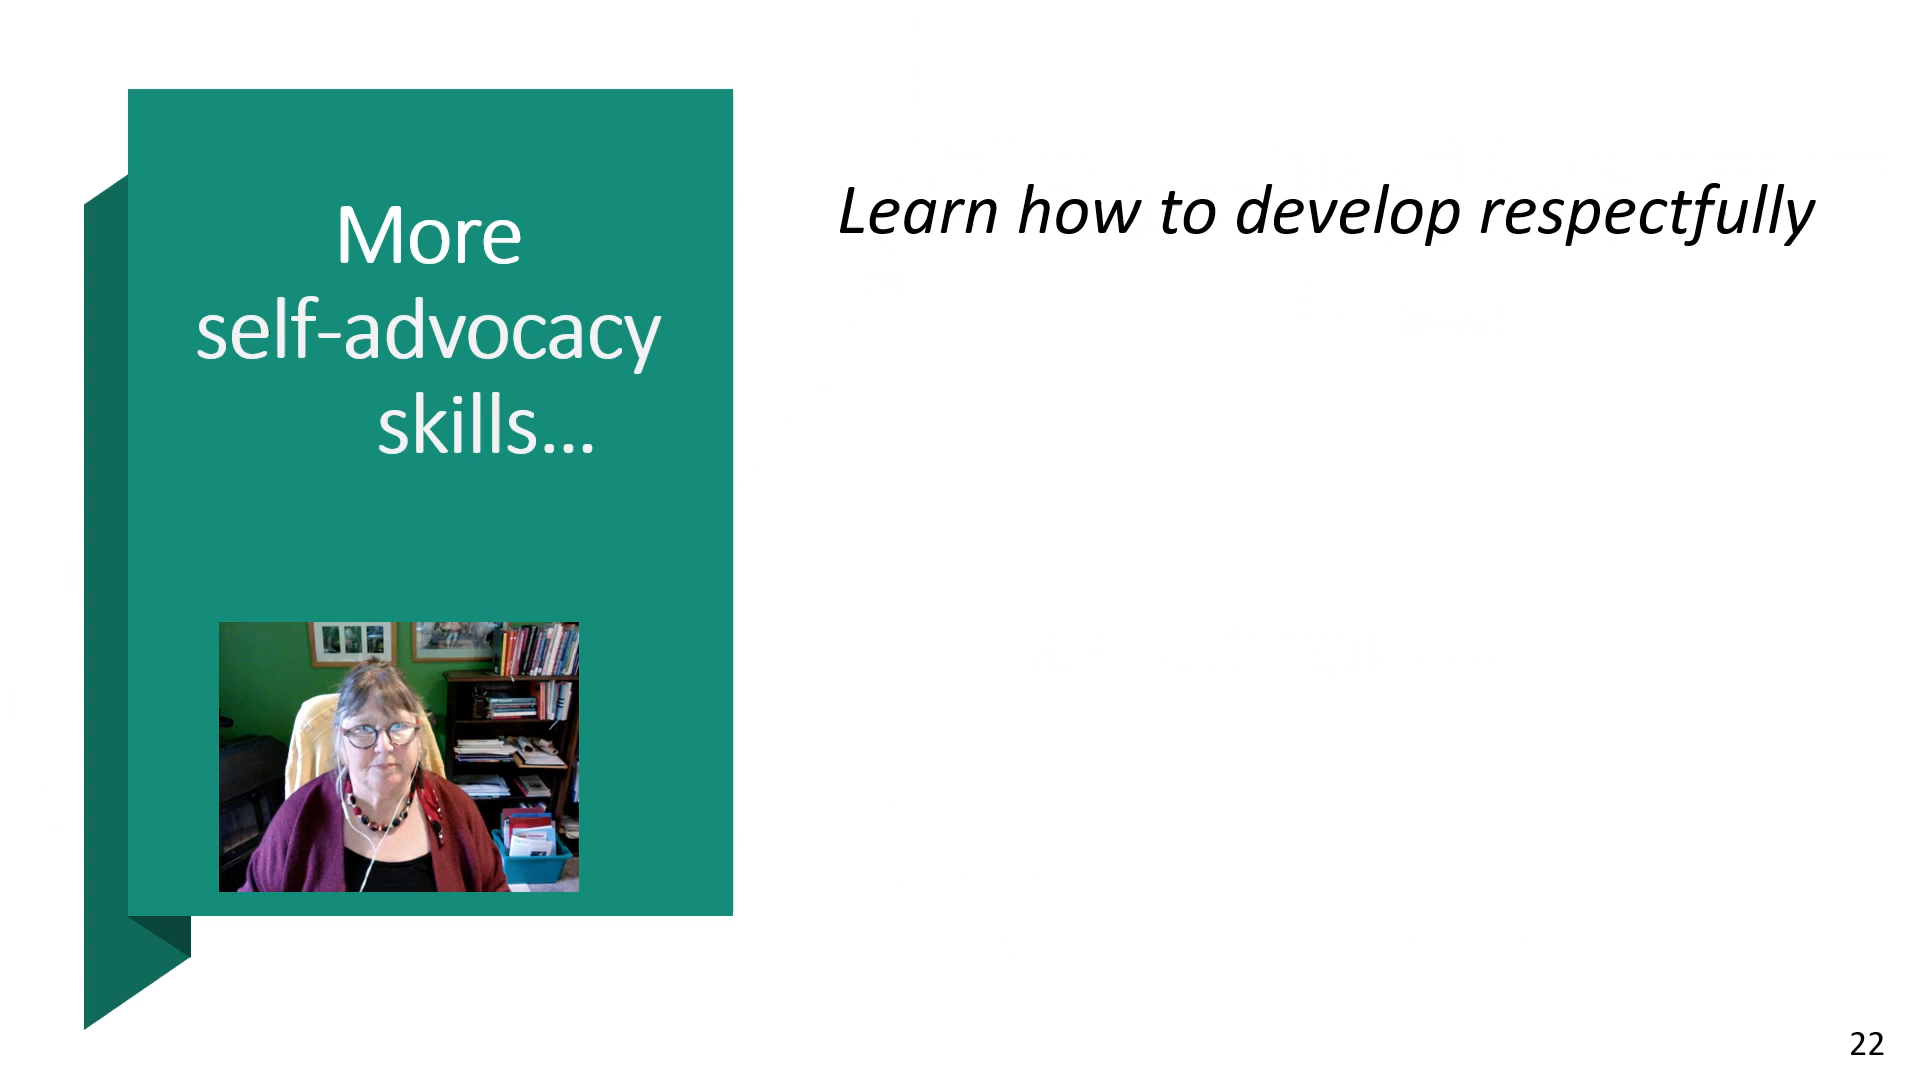 More
self-advocacy
skills...
Learn how to develop respectfully
22